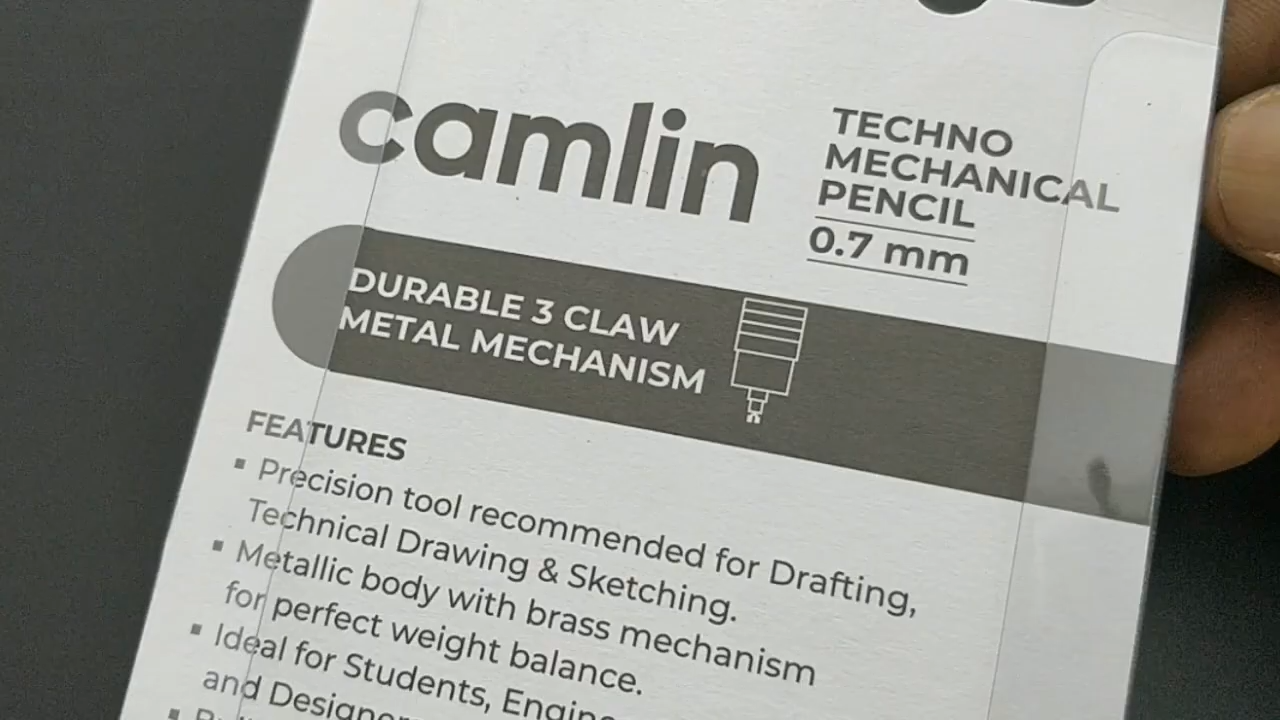 camlin
TECHNO
MECHANICAL
PENCIL
0.7 mm
DURABLE 3 CLAW
METAL MECHANISM
FEATURES
▪ Precision tool recommended for Drafting,
Technical Drawing & Sketching.
▪ Metallic body with brass mechanism
for perfect weight balance.
▪ Ideal for Students,
and